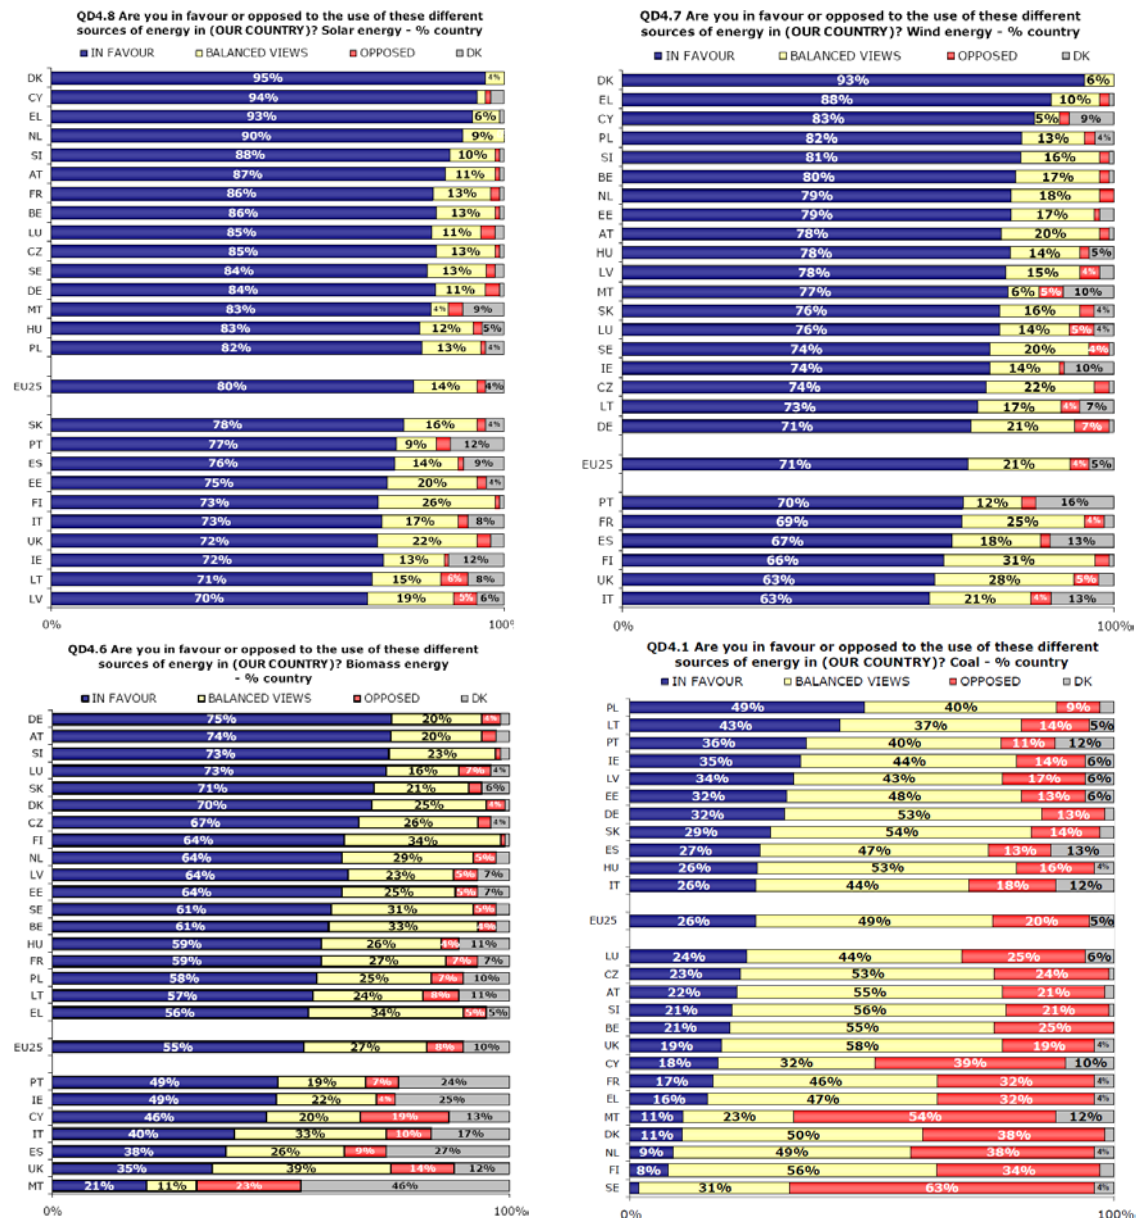 QD4.8 Are you in favour or opposed to the use of these different
sources of energy in (OUR COUNTRY)? Solar energy - % country
IN FAVOUR BALANCED VIEWS OPPOSED DK
DK 95% 4%
CY 94%
EL 93% 6%
NL 90% 9%
SI 88% 10%
AT 87% 11%
FR 86% 13%
BE 86% 13%
LU 85% 11%
CZ 85% 13%
SE 84% 13%
DE 84% 11%
MT 83% 4% 9%
HU 83% 12% 5%
PL 82% 13% 4%
EU25 80% 14% 4%
SK 78% 16% 4%
PT 77% 9% 12%
ES 76% 14% 9%
EE 75% 20% 4%
FI 73% 26%
IT 73% 17% 8%
UK 72% 22%
IE 72% 13% 12%
LT 71% 15% 6% 8%
LV 70% 19% 5% 6%
0% 100%
QD4.7 Are you in favour or opposed to the use of these different
sources of energy in (OUR COUNTRY)? Wind energy - % country
IN FAVOUR BALANCED VIEWS OPPOSED DK
DK 93% 6%
EL 88% 10%
CY 83% 5% 9%
PL 82% 13% 4%
SI 81% 16%
BE 80% 17%
NL 79% 18%
EE 79% 17%
AT 78% 20%
HU 78% 14% 5%
LV 78% 15% 4%
MT 77% 6% 5% 10%
SK 76% 16% 4%
LU 76% 14% 5% 4%
SE 74% 20% 4%
IE 74% 14% 10%
CZ 74% 22%
LT 73% 17% 4% 7%
DE 71% 21% 7%
EU25 71% 21% 4% 5%
PT 70% 12% 16%
FR 69% 25% 4%
ES 67% 18% 13%
FI 66% 31%
UK 63% 28% 5%
IT 63% 21% 4% 13%
0% 100%
QD4.6 Are you in favour or opposed to the use of these different
sources of energy in (OUR COUNTRY)? Biomass energy
- % country
IN FAVOUR BALANCED VIEWS OPPOSED DK
DE 75% 20% 4%
AT 74% 20%
SI 73% 23%
LU 73% 16% 7% 4%
SK 71% 21% 6%
DK 70% 25% 4%
CZ 67% 26% 4%
FI 64% 34%
NL 64% 29% 5%
LV 64% 23% 5% 7%
EE 64% 25% 5% 7%
SE 61% 31% 5%
BE 61% 33% 4%
HU 59% 26% 4% 11%
FR 59% 27% 7% 7%
PL 58% 25% 7% 10%
LT 57% 24% 8% 11%
EL 56% 34% 5% 5%
EU25 55% 27% 8% 10%
PT 49% 19% 7% 24%
IE 49% 22% 4% 25%
CY 46% 20% 19% 13%
IT 40% 33% 10% 17%
ES 38% 26% 9% 27%
UK 35% 39% 14% 12%
MT 21% 11% 23% 46%
0% 100%
QD4.1 Are you in favour or opposed to the use of these different
sources of energy in (OUR COUNTRY)? Coal - % country
IN FAVOUR BALANCED VIEWS OPPOSED DK
PL 49% 40% 9%
LT 43% 37% 14% 5%
PT 36% 40% 11% 12%
IE 35% 44% 14% 6%
LV 34% 43% 17% 6%
EE 32% 48% 13% 6%
DE 32% 53% 13%
SK 29% 54% 14%
ES 27% 47% 13% 13%
HU 26% 53% 16% 4%
IT 26% 44% 18% 12%
EU25 26% 49% 20% 5%
LU 24% 44% 25% 6%
CZ 23% 53% 24%
AT 22% 55% 21%
SI 21% 56% 21%
BE 21% 55% 25%
UK 19% 58% 19% 4%
CY 18% 32% 39% 10%
FR 17% 46% 32% 4%
EL 16% 47% 32% 4%
MT 11% 23% 54% 12%
DK 11% 50% 38%
NL 9% 49% 38% 4%
FI 8% 56% 34%
SE 31% 63% 4%
0% 100%